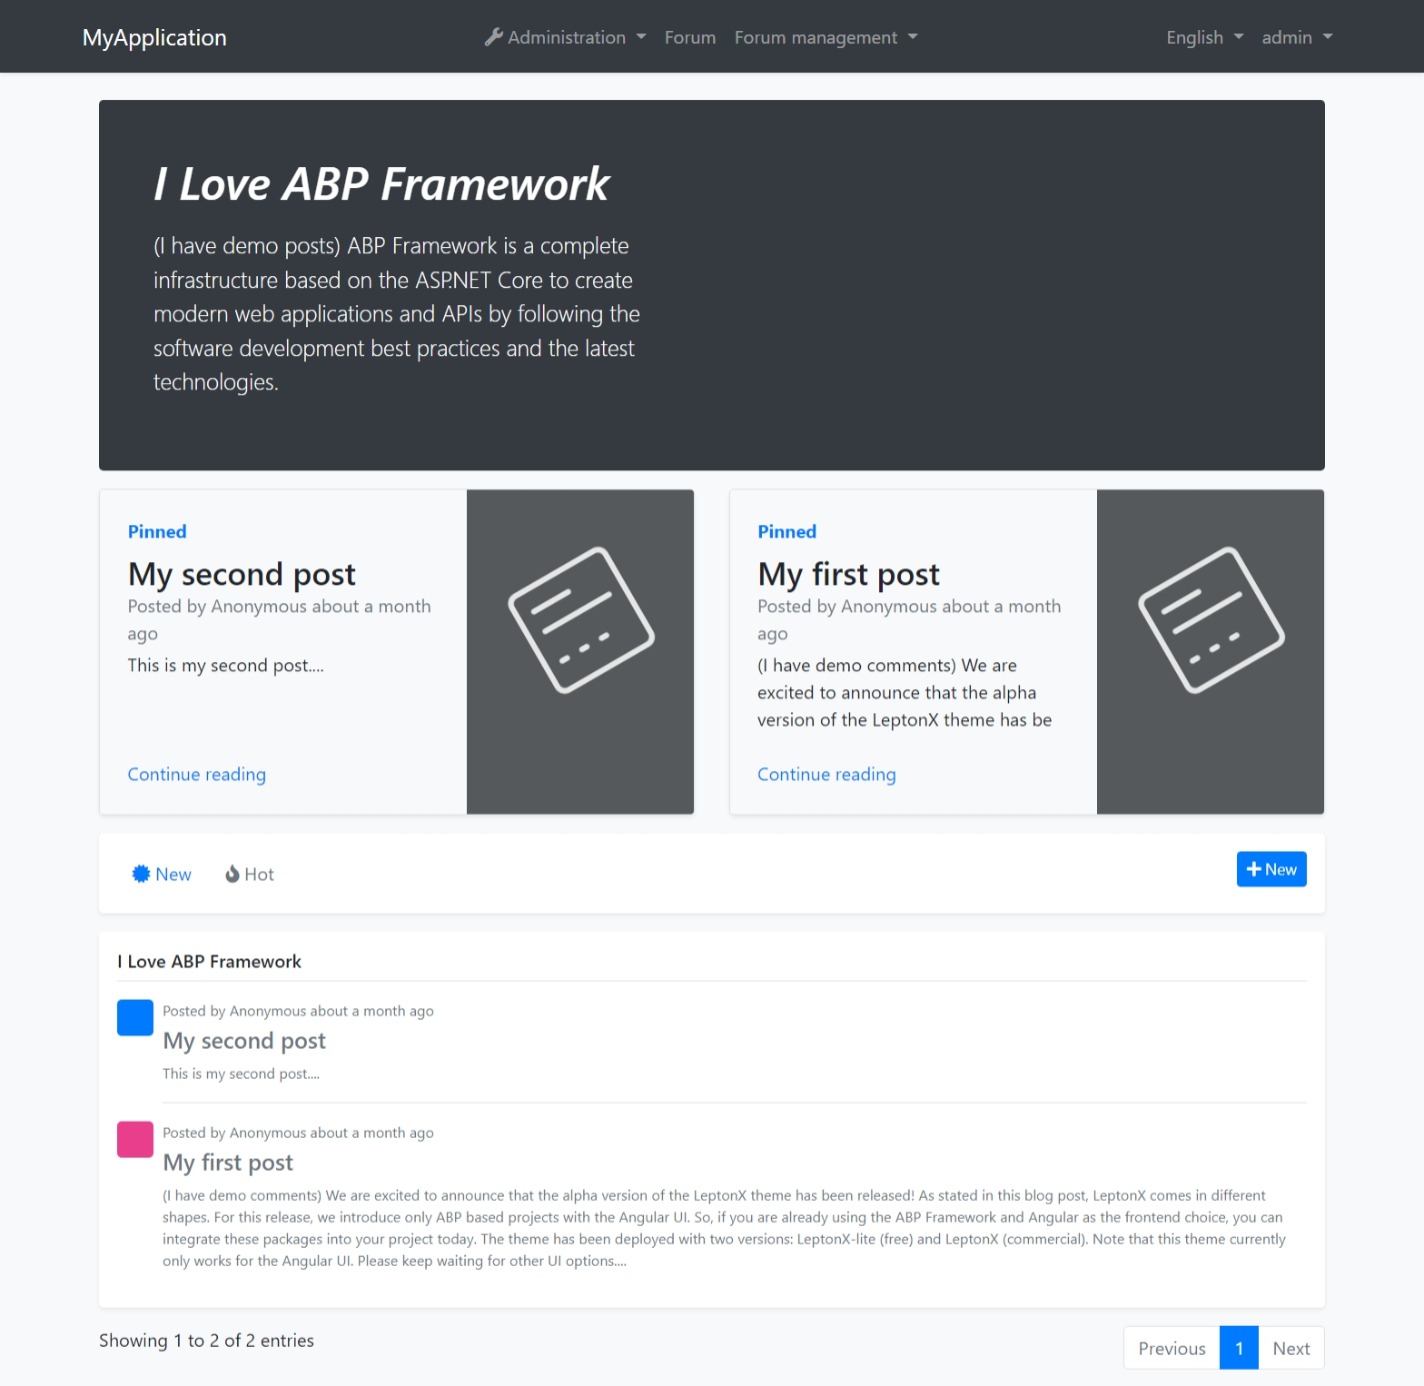 MyApplication
Administration
Forum
Forum management
English
admin
I Love ABP Framework
(I have demo posts) ABP Framework is a complete
infrastructure based on the ASP.NET Core to create
modern web applications and APIs by following the
software development best practices and the latest
technologies.
Pinned
My second post
Posted by Anonymous about a month
ago
This is my second post....
Continue reading
Pinned
My first post
Posted by Anonymous about a month
ago
(I have demo comments) We are
excited to announce that the alpha
version of the LeptonX theme has be
Continue reading
New
Hot
New
I Love ABP Framework
Posted by Anonymous about a month ago
My second post
This is my second post....
Posted by Anonymous about a month ago
My first post
(I have demo comments) We are excited to announce that the alpha version of the LeptonX theme has been released! As stated in this blog post, LeptonX comes in different
shapes. For this release, we introduce only ABP based projects with the Angular UI. So, if you are already using the ABP Framework and Angular as the frontend choice, you can
integrate these packages into your project today. The theme has been deployed with two versions: LeptonX-lite (free) and LeptonX (commercial). Note that this theme currently
only works for the Angular UI. Please keep waiting for other UI options....
Showing 1 to 2 of 2 entries
Previous
1
Next